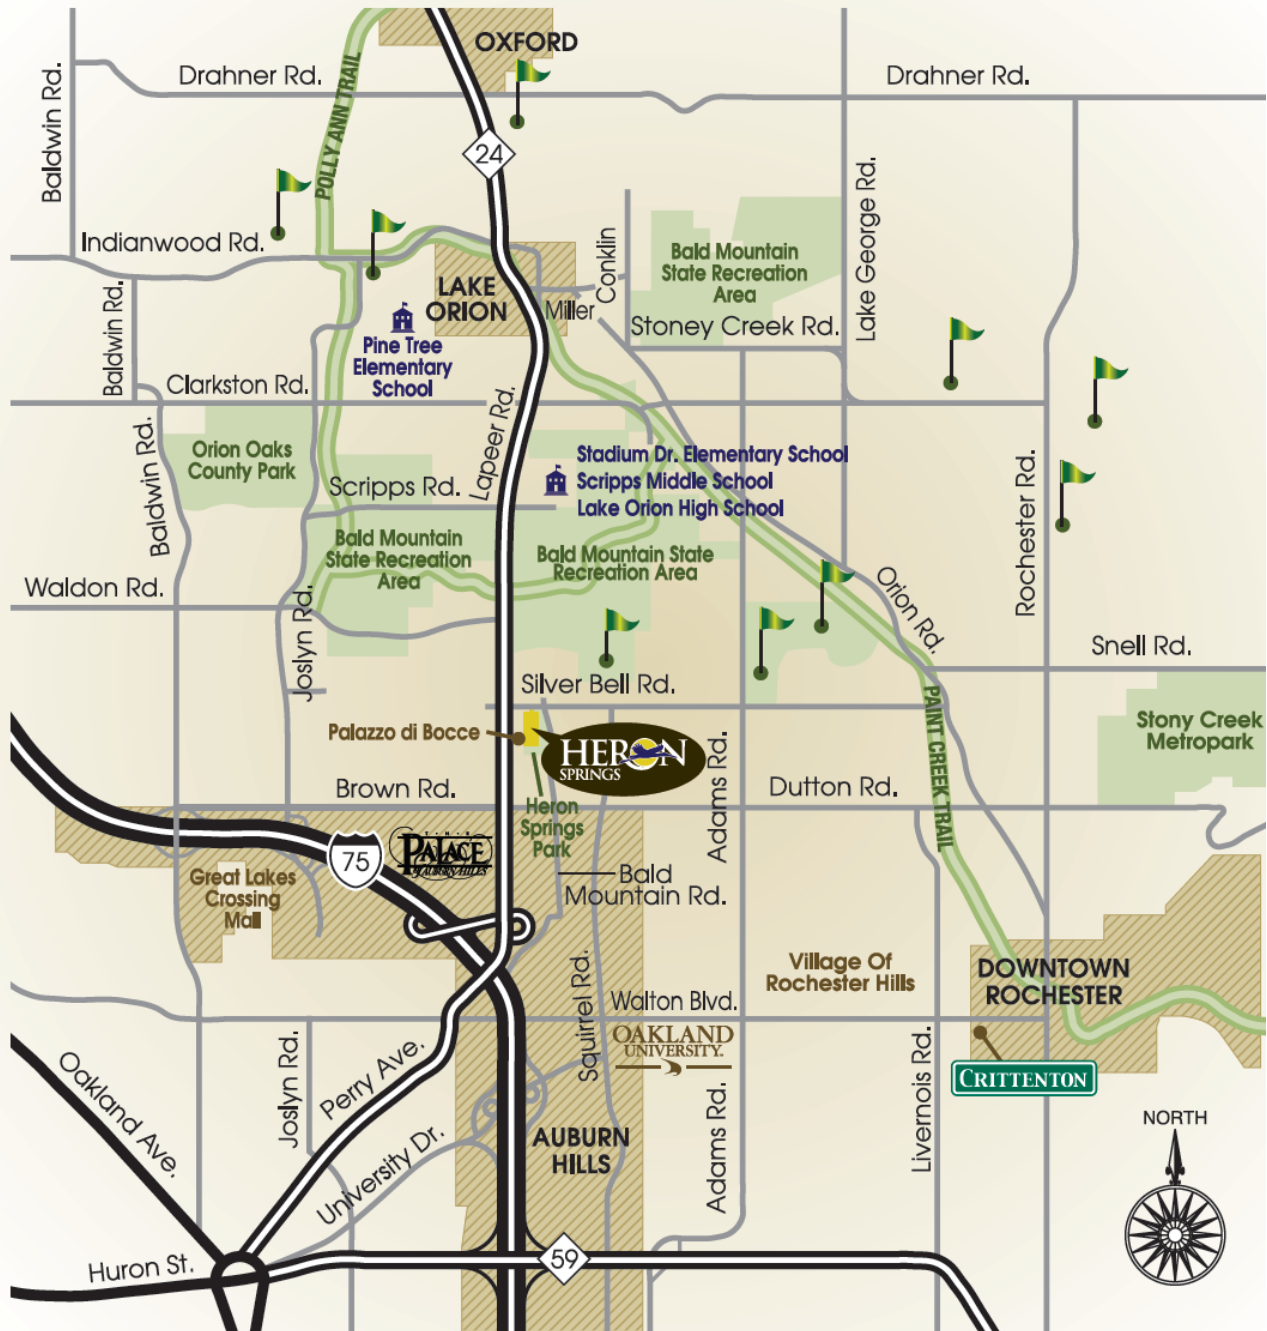 OXFORD
Drahner Rd.
Drahner Rd.
Baldwin Rd.
POLLY ANN TRAIL
24
Lake George Rd.
Indianwood Rd.
Conklin
Bald Mountain
State Recreation
Area
LAKE
ORION
Miller
Stoney Creek Rd.
Baldwin Rd.
Pine Tree
Elementary
School
Clarkston Rd.
Lapeer Rd.
Baldwin Rd.
Orion Oaks
County Park
Scripps Rd.
Stadium Dr. Elementary School
Scripps Middle School
Lake Orion High School
Rochester Rd.
Bald Mountain
State Recreation
Area
Bald Mountain State
Recreation Area
Waldon Rd.
Orion Rd.
Joslyn Rd.
Snell Rd.
Silver Bell Rd.
PAINT CREEK TRAIL
Palazzo di Bocce
HERON
SPRINGS
Stony Creek
Metropark
Adams Rd.
Brown Rd.
Dutton Rd.
Heron
Springs
Park
75
PALACE
Great Lakes
Crossing
Mall
Bald
Mountain Rd.
Village Of
Rochester Hills
DOWNTOWN
ROCHESTER
Squirrel Rd.
Walton Blvd.
OAKLAND
UNIVERSITY.
Joslyn Rd.
Perry Ave.
Oakland Ave.
Livernois Rd.
CRITTENTON
Adams Rd.
University Dr.
AUBURN
HILLS
NORTH
Huron St.
59